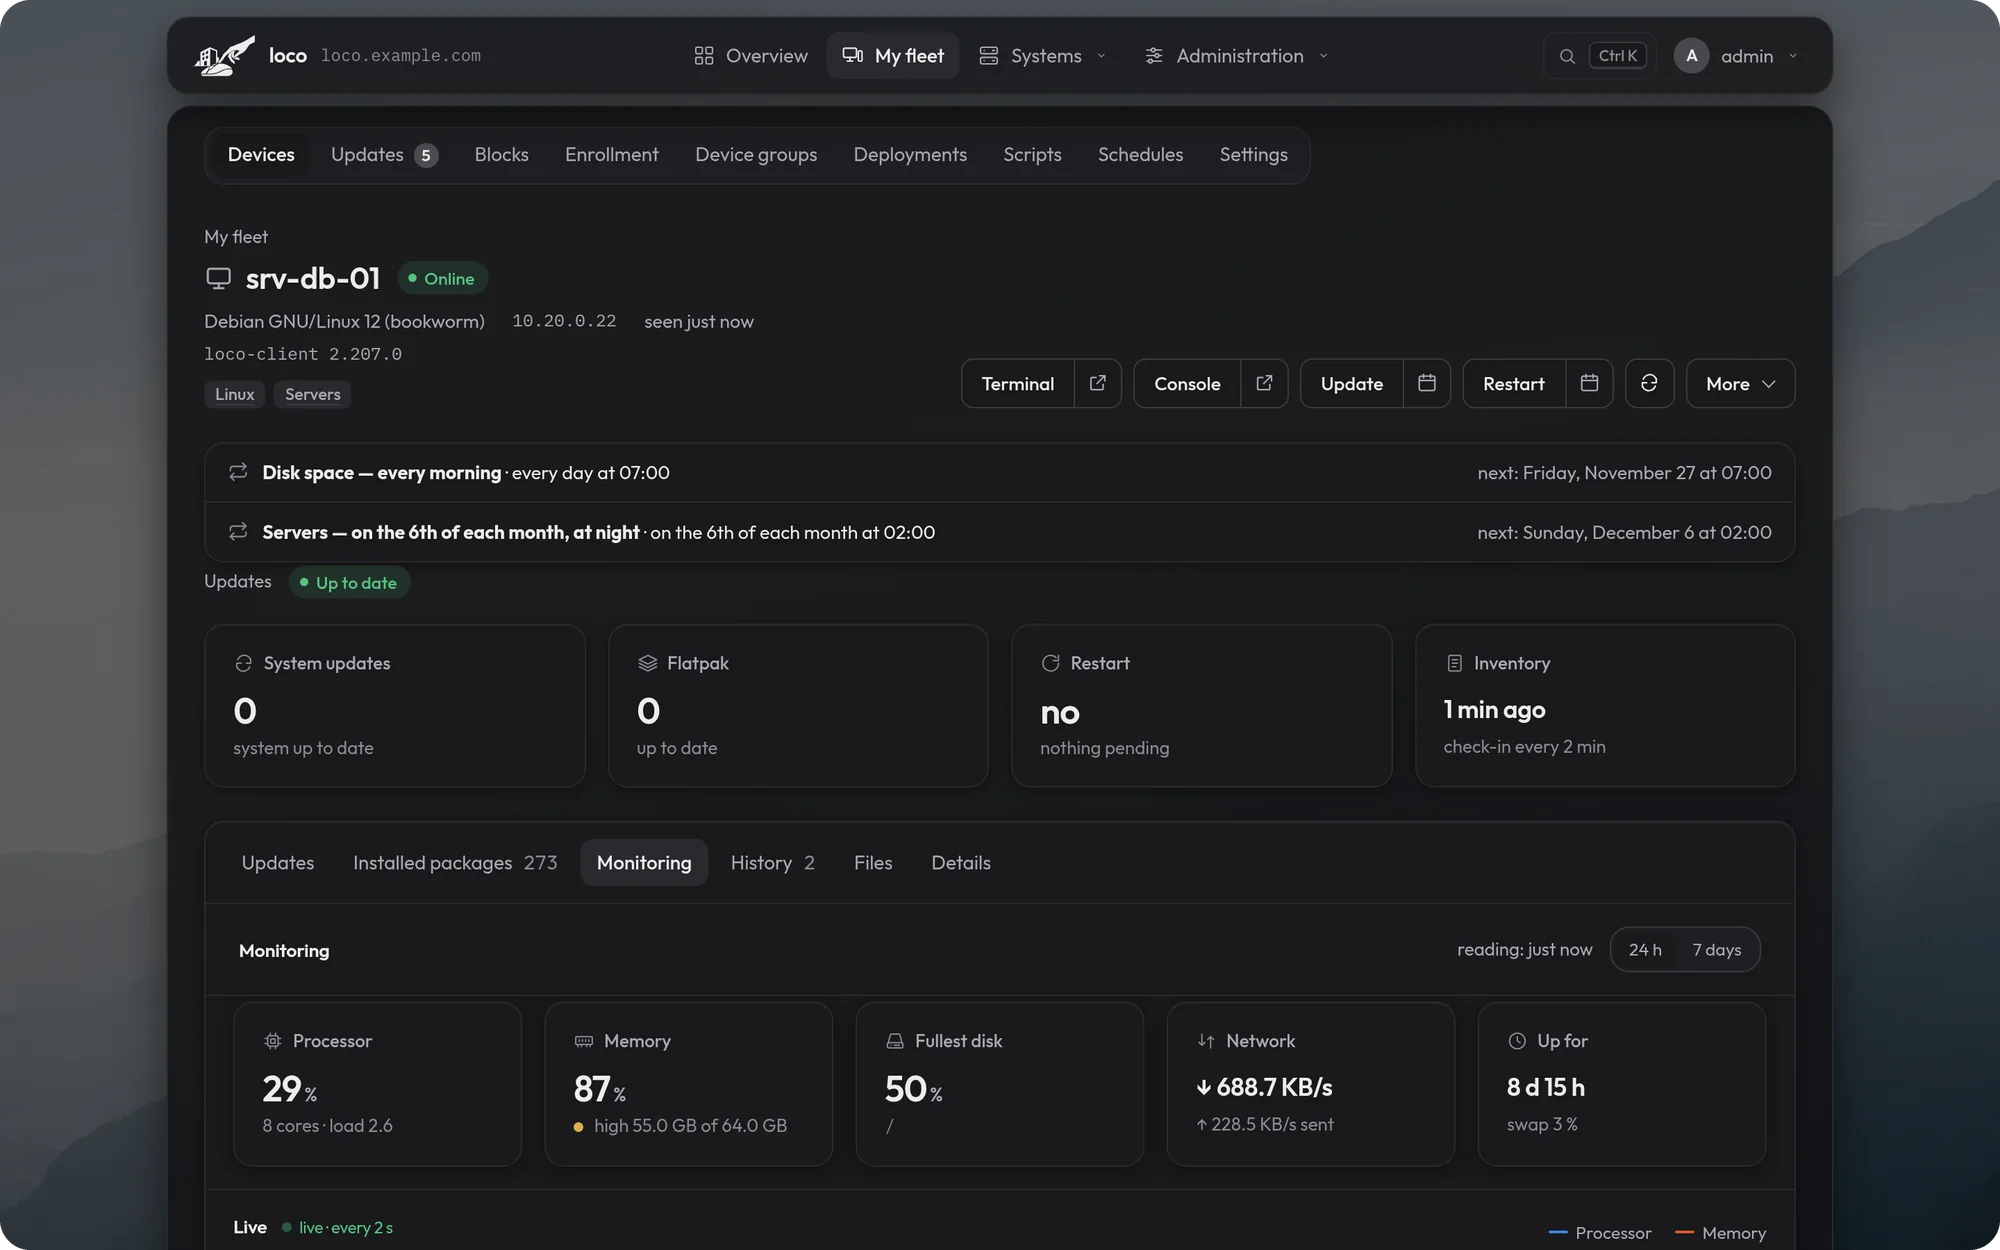 loco loco.example.com Overview My fleet Systems Administration Ctrl K A admin
Devices Updates 5 Blocks Enrollment Device groups Deployments Scripts Schedules Settings
My fleet
srv-db-01 Online
Debian GNU/Linux 12 (bookworm) 10.20.0.22 seen just now
loco-client 2.207.0
Linux Servers
Terminal Console Update Restart More
Disk space — every morning · every day at 07:00 next: Friday, November 27 at 07:00
Servers — on the 6th of each month, at night · on the 6th of each month at 02:00 next: Sunday, December 6 at 02:00
Updates Up to date
System updates
0
system up to date
Flatpak
0
up to date
Restart
no
nothing pending
Inventory
1 min ago
check-in every 2 min
Updates Installed packages 273 Monitoring History 2 Files Details
Monitoring reading: just now 24 h 7 days
Processor
29 %
8 cores · load 2.6
Memory
87 %
high 55.0 GB of 64.0 GB
Fullest disk
50 %
/
Network
↓ 688.7 KB/s
↑ 228.5 KB/s sent
Up for
8 d 15 h
swap 3 %
Live live · every 2 s Processor Memory